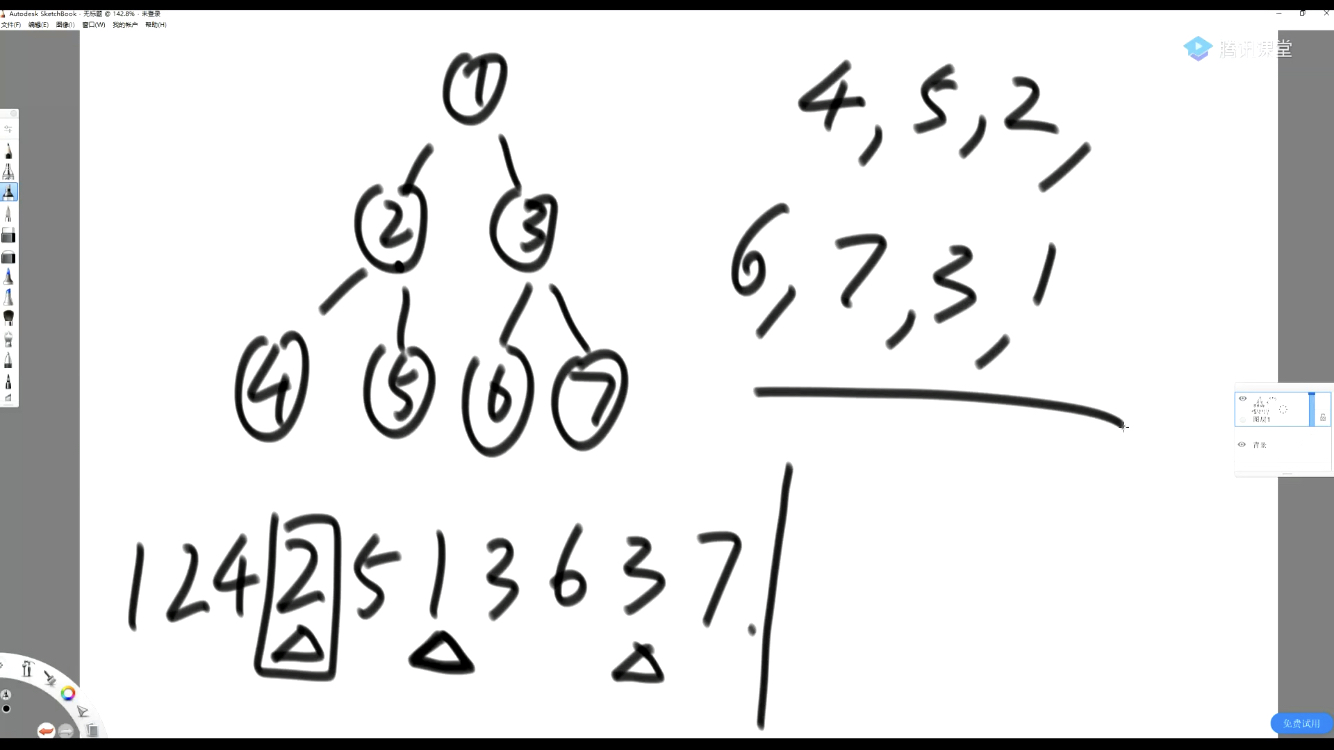 Autodesk SketchBook - 无标题 @ 142.8% - 未登录
文件(F) 编辑(E) 图像(I) 窗口(W) 我的帐户 帮助(H)
腾讯课堂
1
2 3
4 5 6 7
4, 5, 2,
6, 7, 3, 1
1 2 4 2 5 1 3 6 3 7.
背景
免费试用